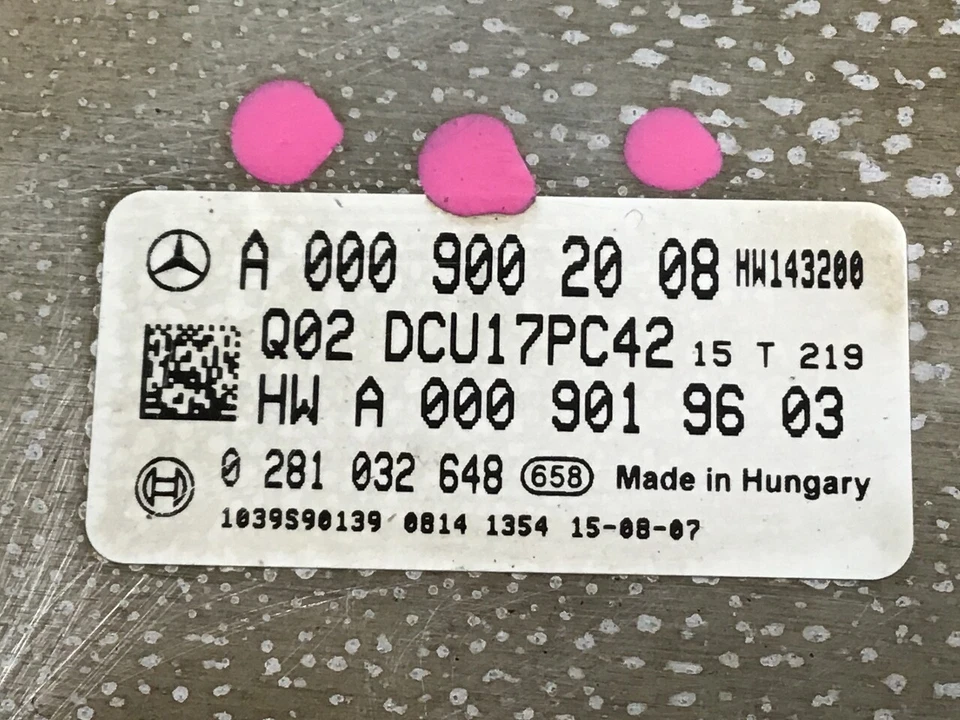 A 000 900 20 08 HW143200
Q02 DCU17PC42 15 T 219
HW A 000 901 96 03
0 281 032 648 658 Made in Hungary
1039S90139 0814 1354 15-08-07